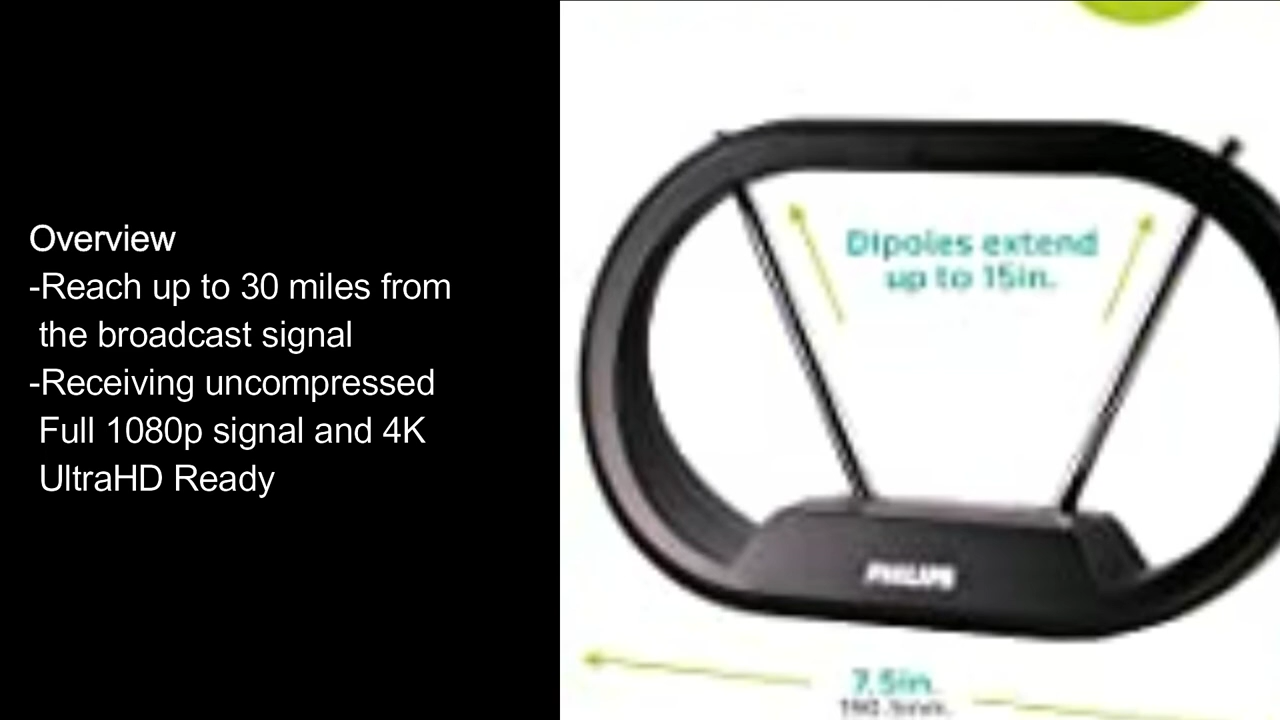 Overview
-Reach up to 30 miles from
the broadcast signal
-Receiving uncompressed
Full 1080p signal and 4K
UltraHD Ready
Dipoles extend
up to 15in.
PHILIPS
7.5in.